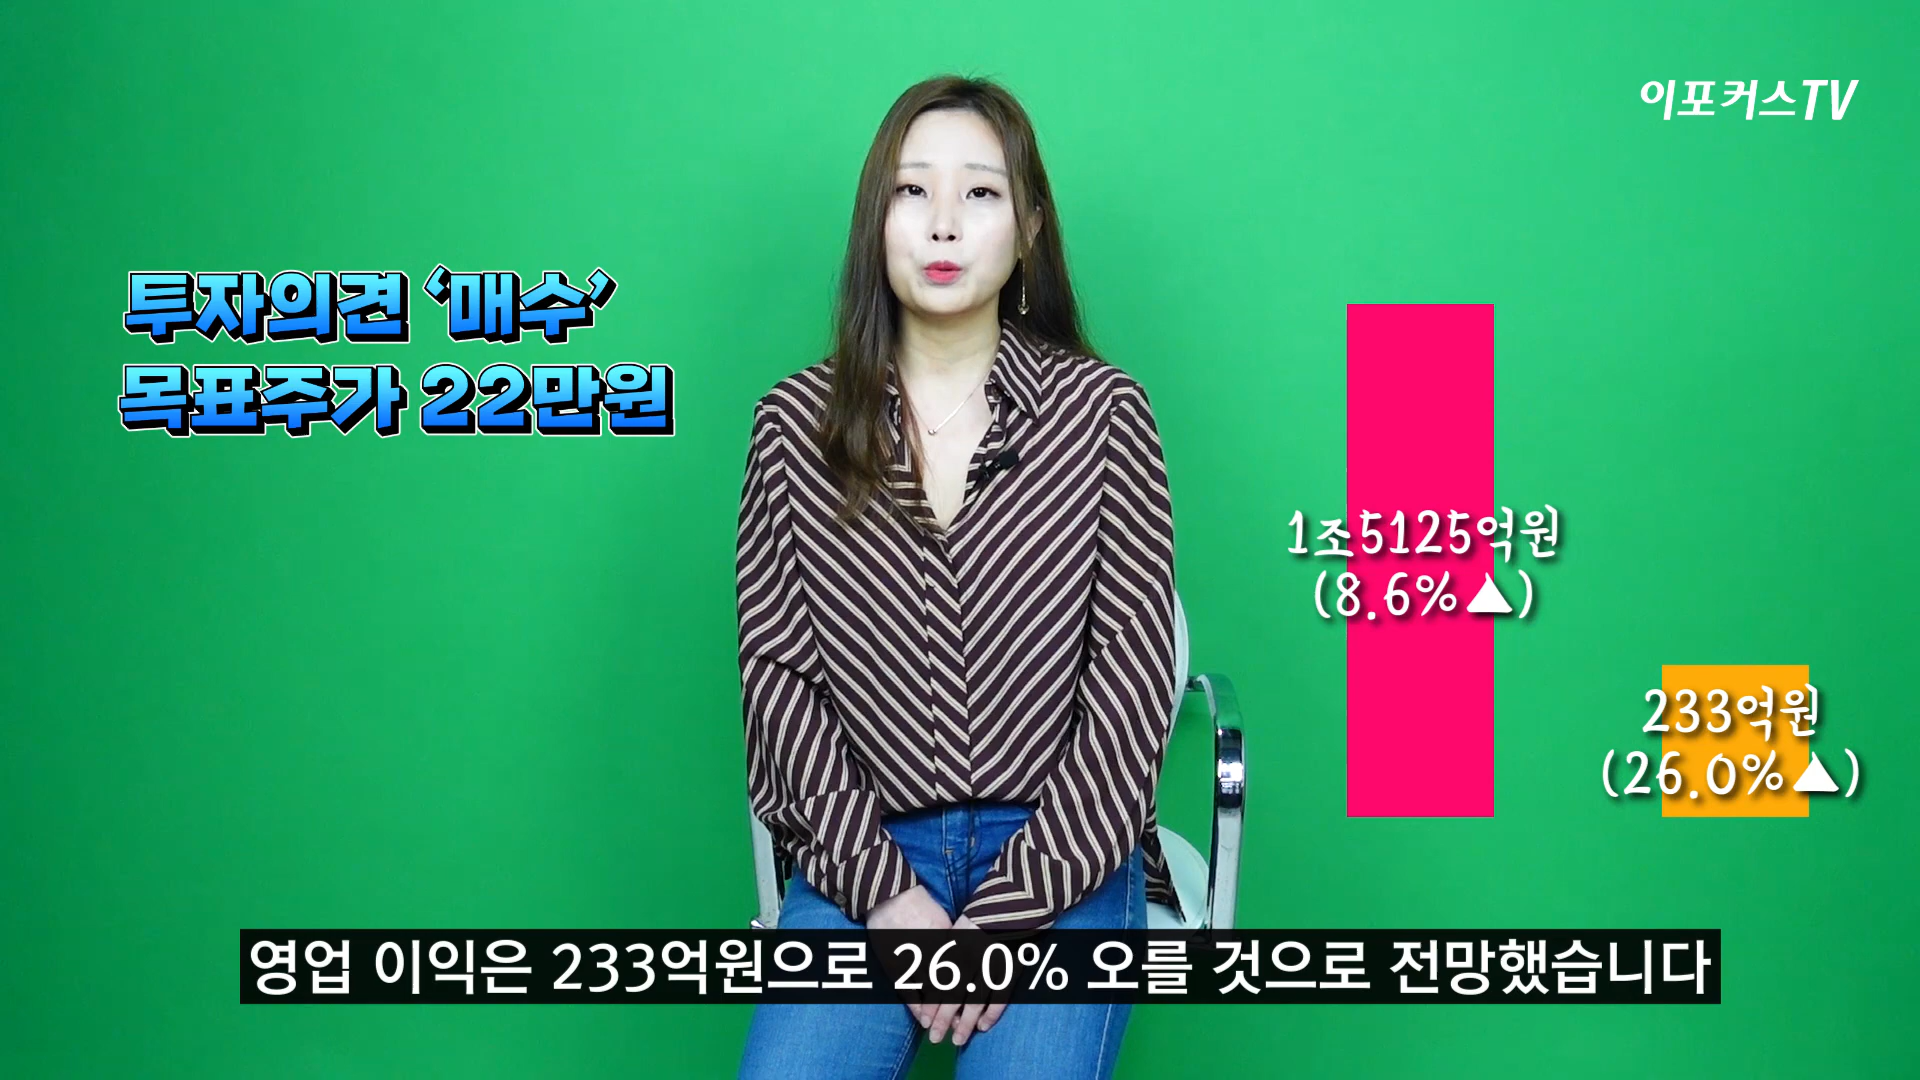 이포커스TV
투자의견 ‘매수’
목표주가 22만원
1조5125억원
(8.6%▲)
233억원
(26.0%▲)
영업 이익은 233억원으로 26.0% 오를 것으로 전망했습니다